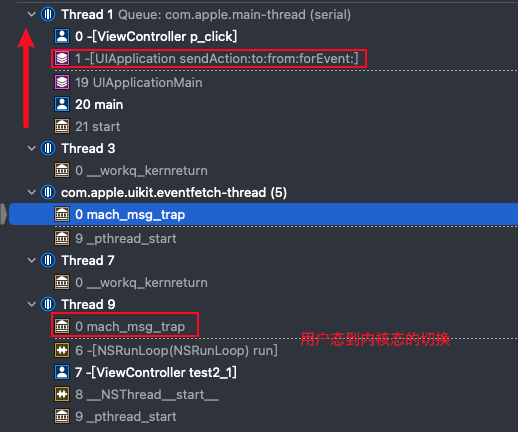 Thread 1 Queue: com.apple.main-thread (serial)
0 -[ViewController p_click]
1 -[UIApplication sendAction:to:from:forEvent:]
19 UIApplicationMain
20 main
21 start
Thread 3
0 __workq_kernreturn
com.apple.uikit.eventfetch-thread (5)
0 mach_msg_trap
9 _pthread_start
Thread 7
0 __workq_kernreturn
Thread 9
0 mach_msg_trap
用户态到内核态的切换
6 -[NSRunLoop(NSRunLoop) run]
7 -[ViewController test2_1]
8 __NSThread__start__
9 _pthread_start